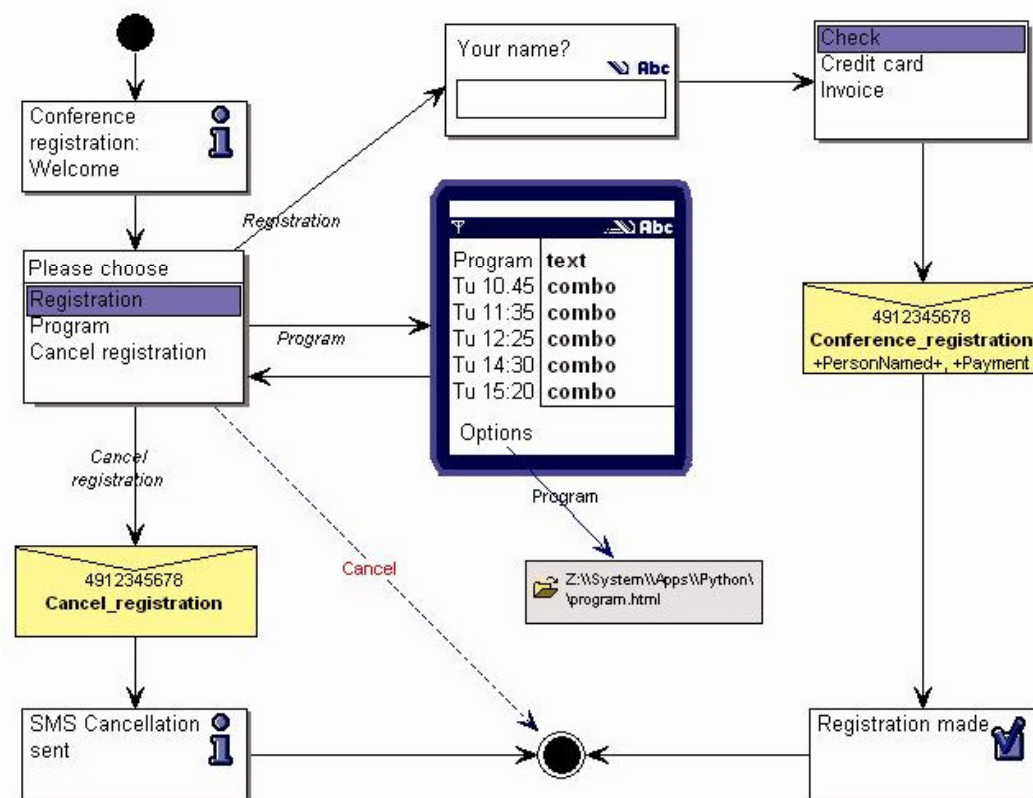 Conference
registration:
Welcome
Your name?
Abc
Check
Credit card
Invoice
Registration
Please choose
Registration
Program
Cancel registration
Program
Abc
Program text
Tu 10.45 combo
Tu 11:35 combo
Tu 12:25 combo
Tu 14:30 combo
Tu 15:20 combo
Options
4912345678
Conference_registration
+PersonNamed+, +Payment
Cancel
registration
Program
Cancel
Z:\\System\\Apps\\Python\
\program.html
4912345678
Cancel_registration
SMS Cancellation
sent
Registration made